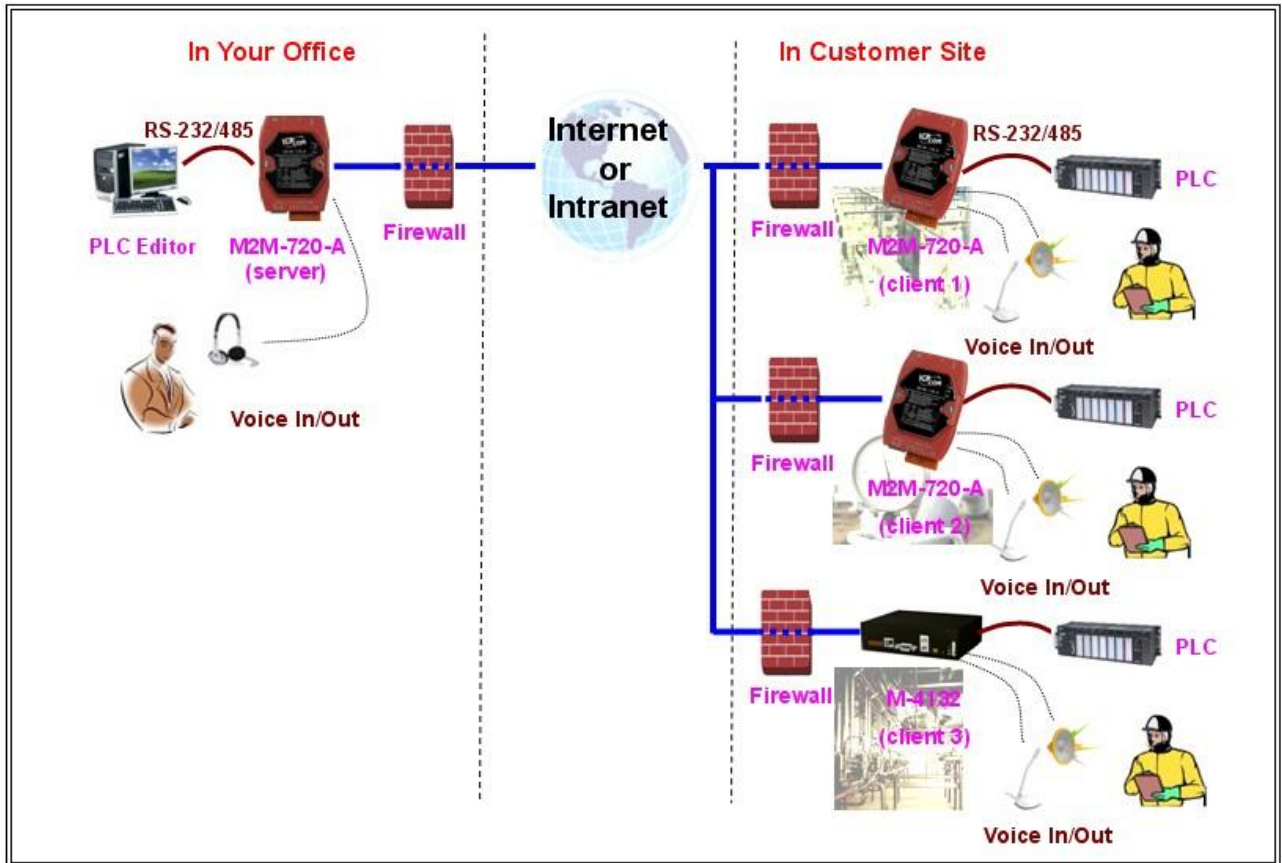 In Your Office
In Customer Site
RS-232/485
PLC Editor
M2M-720-A
(server)
Firewall
Voice In/Out
Internet
or
Intranet
Firewall
M2M-720-A
(client 1)
RS-232/485
PLC
Voice In/Out
Firewall
M2M-720-A
(client 2)
PLC
Voice In/Out
Firewall
M-4132
(client 3)
PLC
Voice In/Out